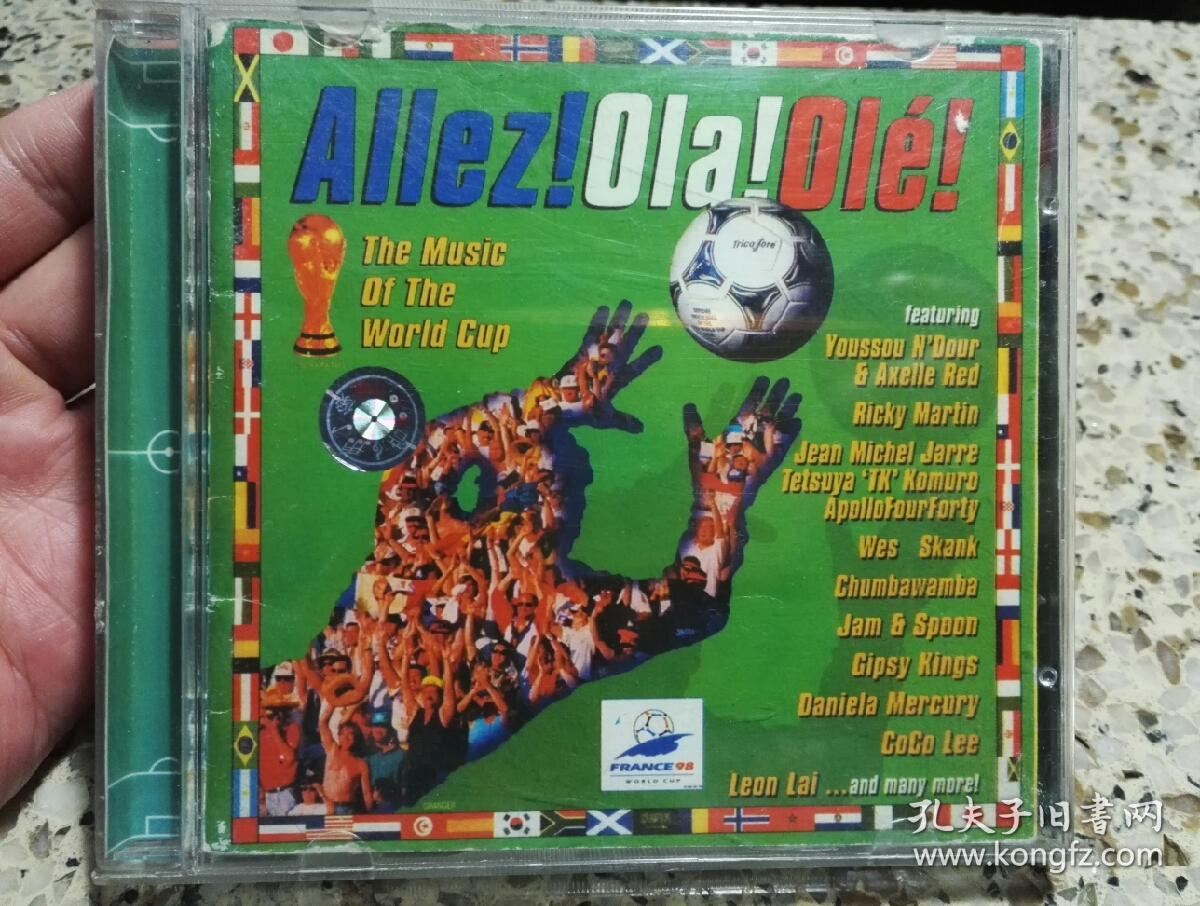 Allez! Ola! Olé!
The Music
Of The
World Cup
Tricolore
featuring
Youssou N'Dour
& Axelle Red
Ricky Martin
Jean Michel Jarre
Tetsuya 'TK' Komuro
ApolloFourForty
Wes Skank
Chumbawamba
Jam & Spoon
Gipsy Kings
Daniela Mercury
CoCo Lee
Leon Lai ...and many more!
FRANCE 98
WORLD CUP
孔夫子旧书网
www.kongfz.com